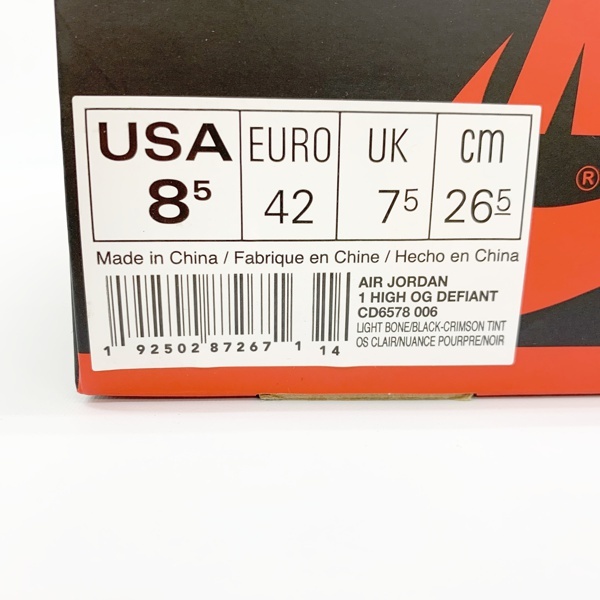 USA EURO UK cm
8⁵ 42 7⁵ 26⁵
Made in China / Fabrique en Chine / Hecho en China
AIR JORDAN
1 HIGH OG DEFIANT
CD6578 006
LIGHT BONE/BLACK-CRIMSON TINT
OS CLAIR/NUANCE POURPRE/NOIR
1 92502 87267 1 14
®